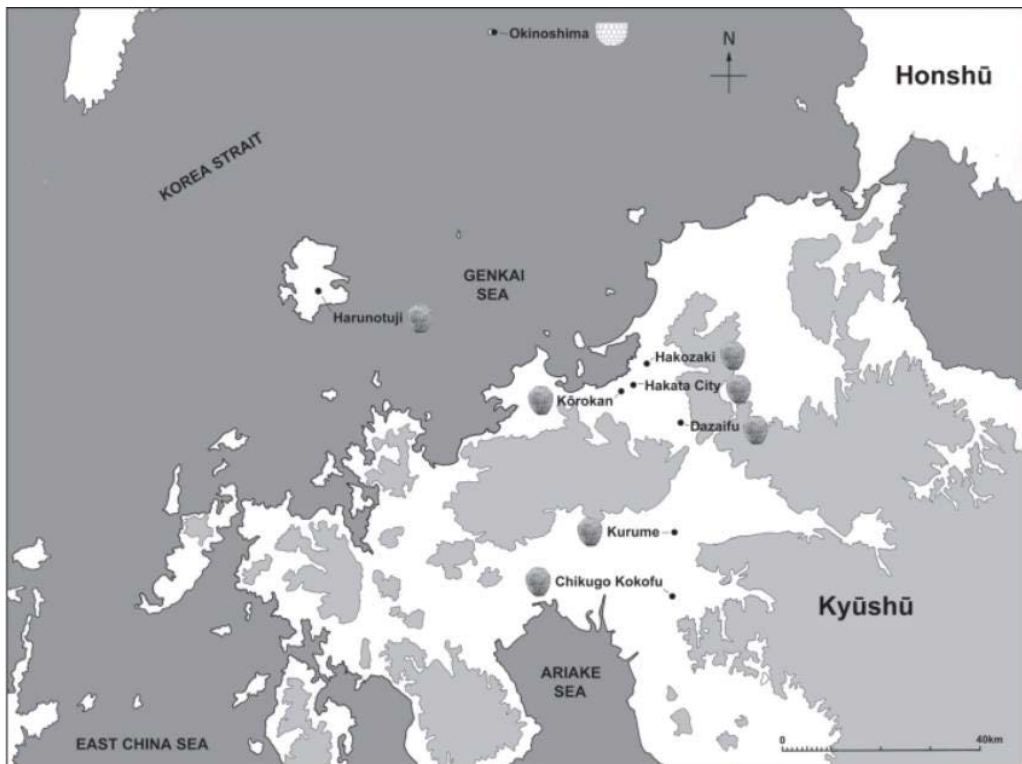 Okinoshima
N
Honshū
KOREA STRAIT
GENKAI
SEA
Harunotuji
Hakozaki
Hakata City
Kōrokan
Dazaifu
Kurume
Chikugo Kokofu
Kyūshū
ARIAKE
SEA
EAST CHINA SEA
0 40km